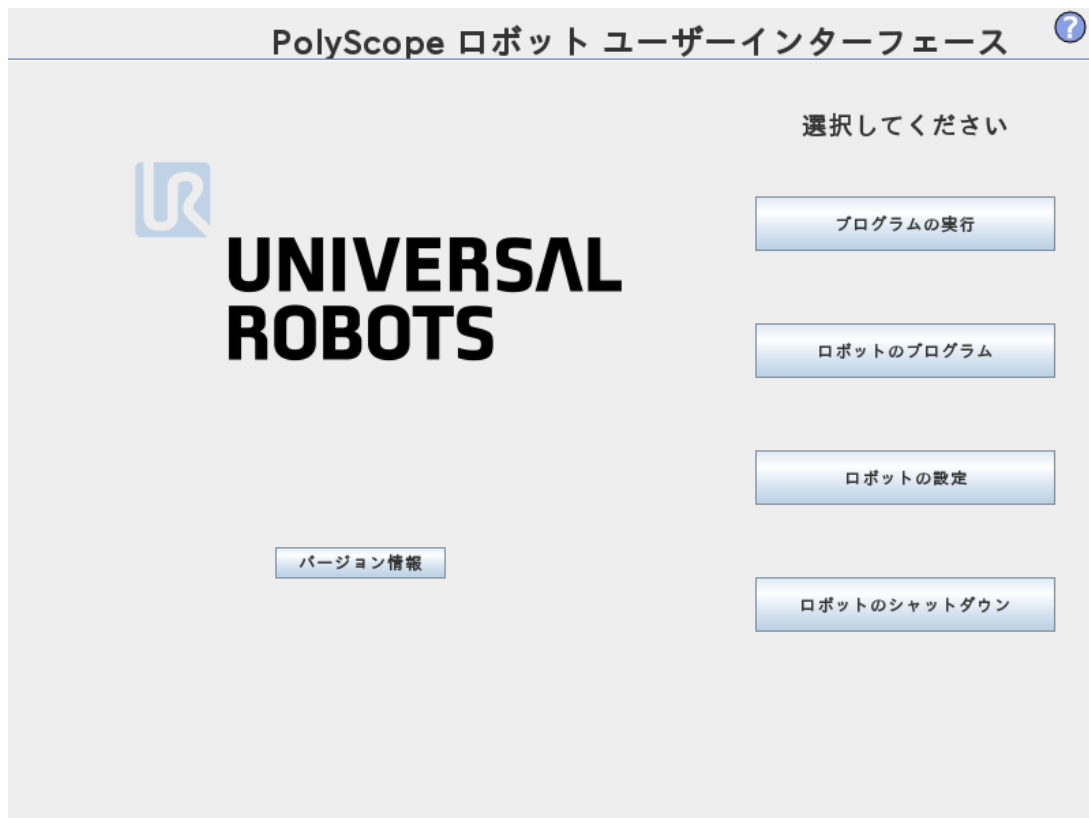 PolyScope ロボット ユーザーインターフェース
?
選択してください
UR
UNIVERSAL
ROBOTS
プログラムの実行
ロボットのプログラム
ロボットの設定
バージョン情報
ロボットのシャットダウン